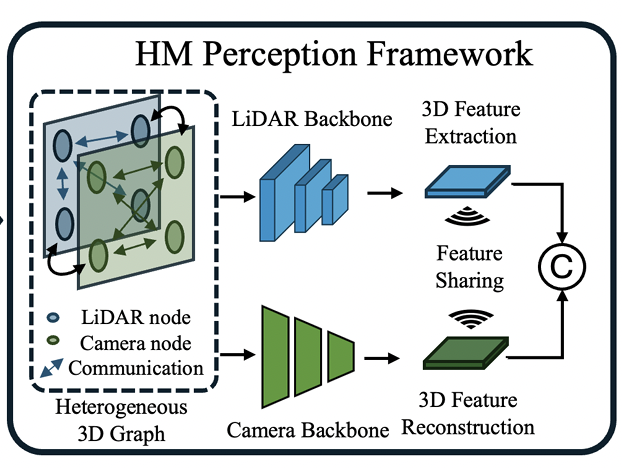 HM Perception Framework
LiDAR Backbone
3D Feature
Extraction
Feature
Sharing
C
LiDAR node
Camera node
Communication
Heterogeneous
3D Graph
Camera Backbone
3D Feature
Reconstruction